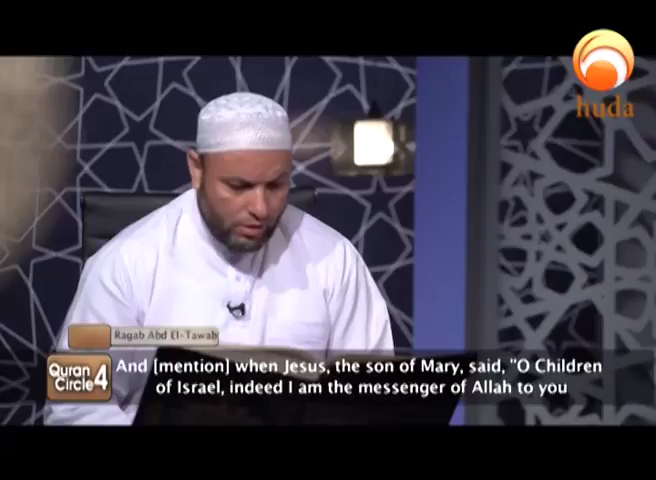 huda
Ragab Abd El-Tawab
Quran
Circle 4
And [mention] when Jesus, the son of Mary, said, "O Children
of Israel, indeed I am the messenger of Allah to you